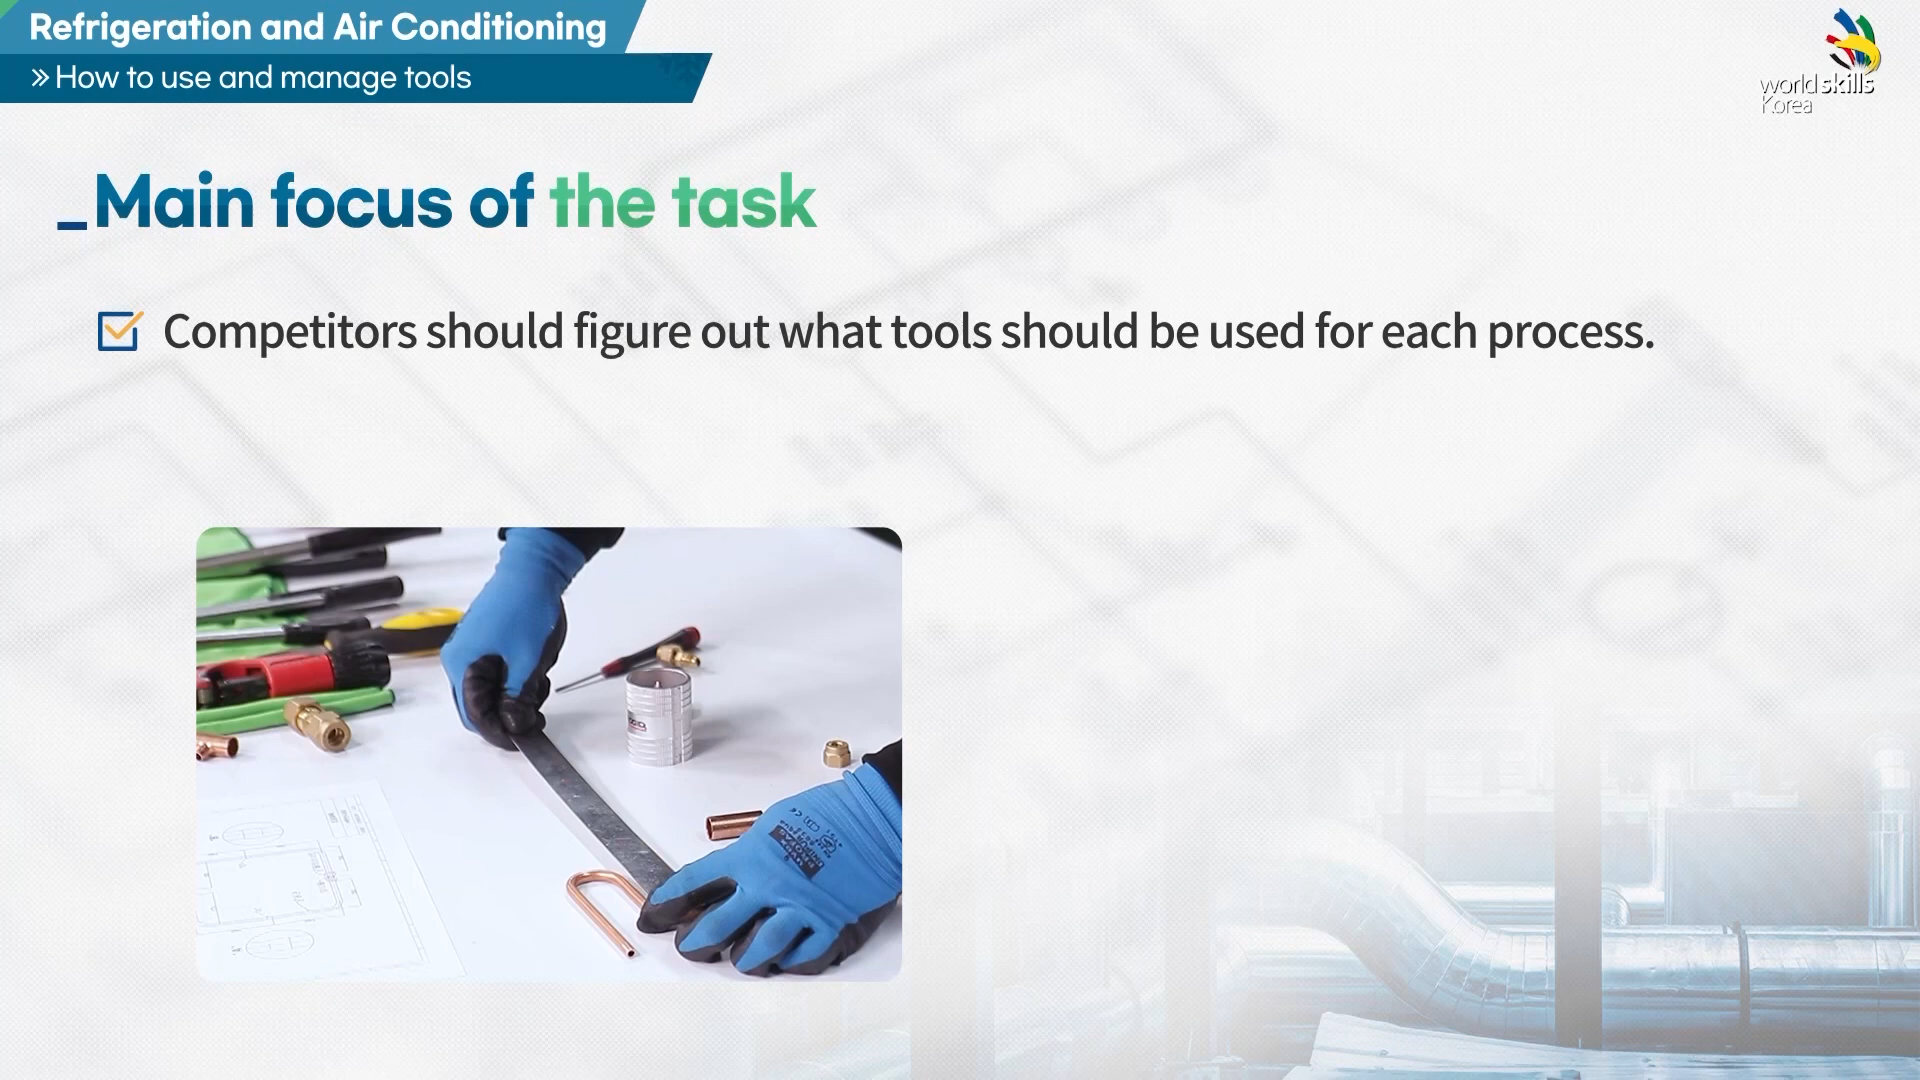 Refrigeration and Air Conditioning
» How to use and manage tools
world skills
Korea
_Main focus of the task
Competitors should figure out what tools should be used for each process.